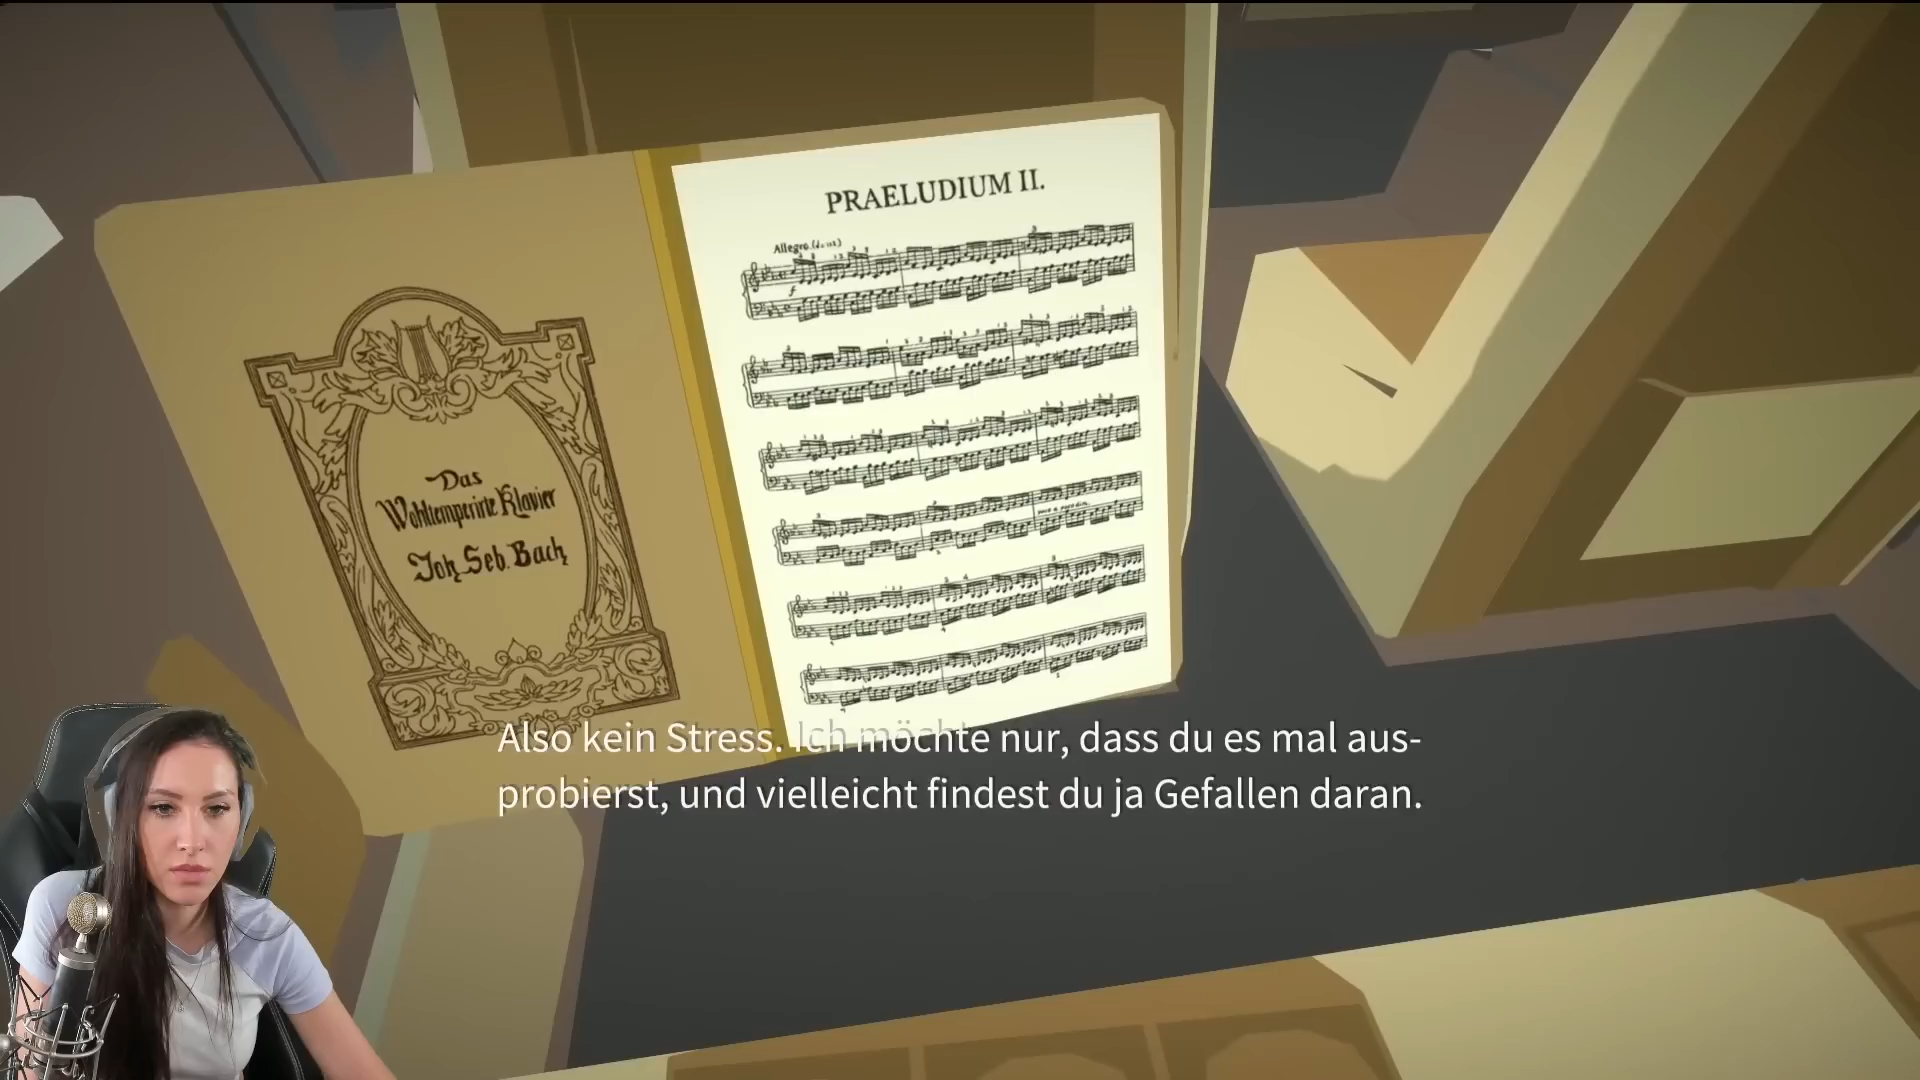 Das
Wohltemperirte Klavier
Joh. Seb. Bach
PRAELUDIUM II.
Allegro.
f
Also kein Stress. Ich möchte nur, dass du es mal aus-
probierst, und vielleicht findest du ja Gefallen daran.